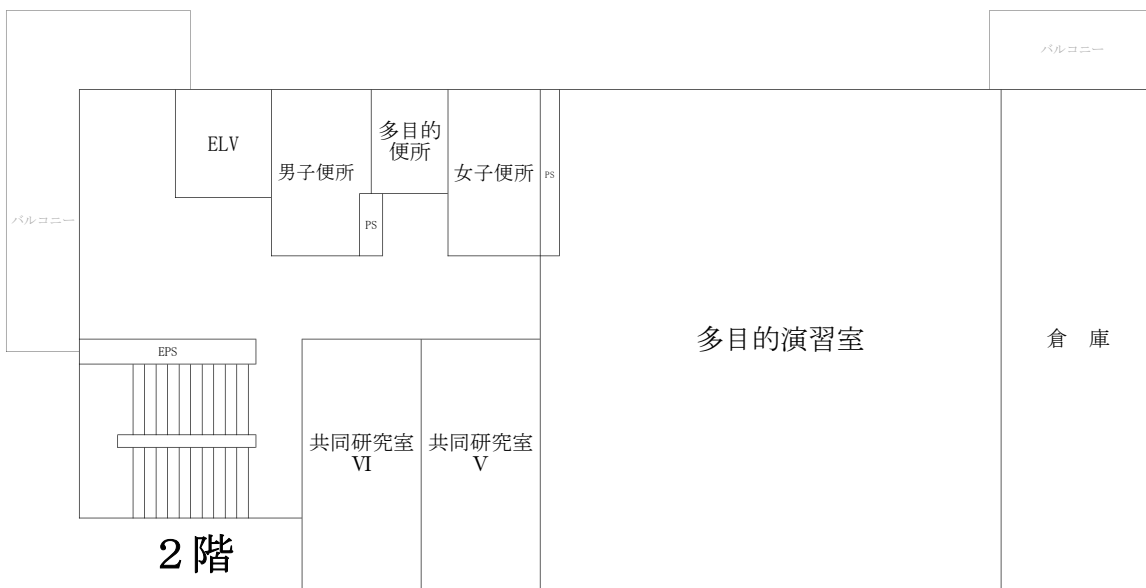 バルコニー
ELV
男子便所
多目的
便所
女子便所
PS
PS
バルコニー
バルコニー
EPS
共同研究室
Ⅵ
共同研究室
Ⅴ
多目的演習室
倉　庫
２階